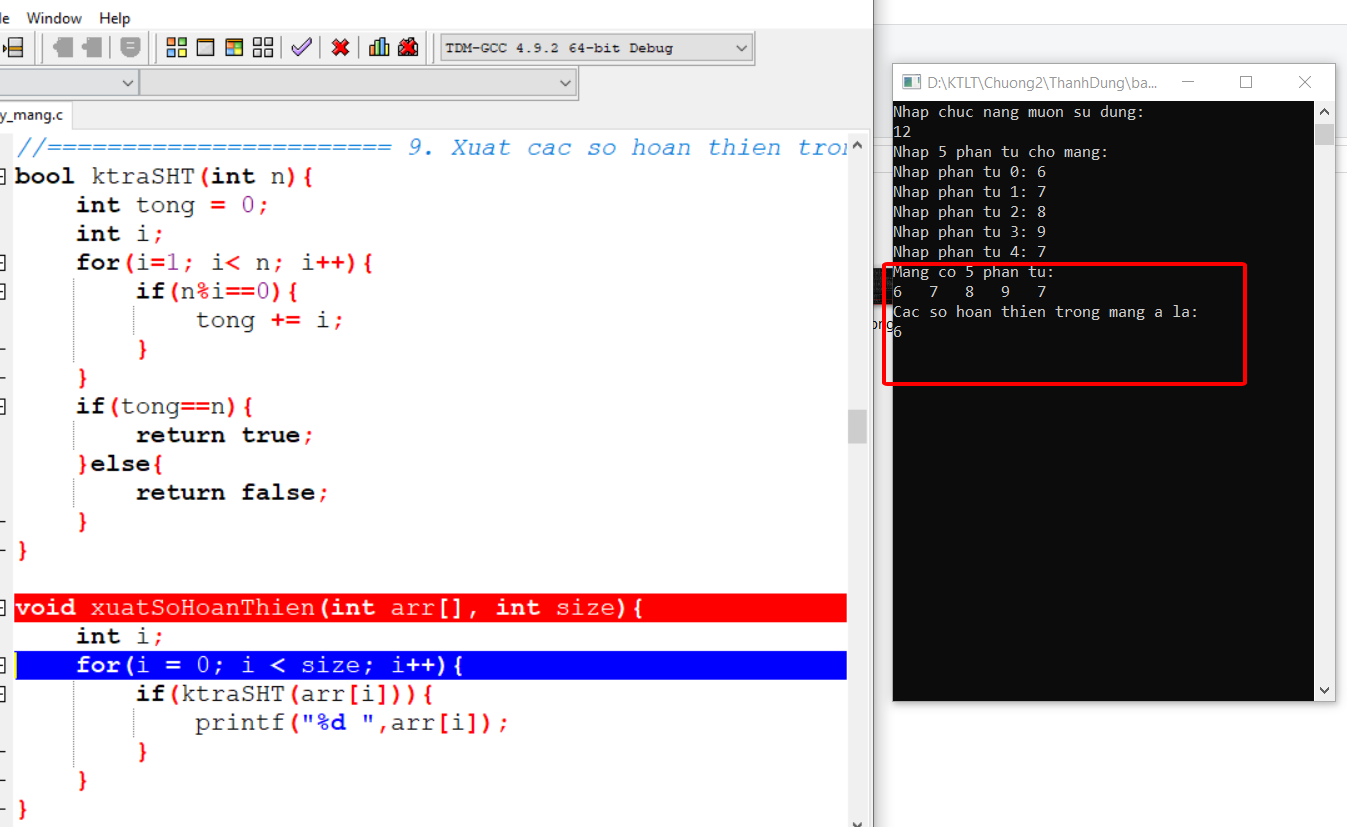 Window Help
TDM-GCC 4.9.2 64-bit Debug
y_mang.c
//======================= 9. Xuat cac so hoan thien tron
bool ktraSHT(int n){
int tong = 0;
int i;
for(i=1; i< n; i++){
if(n%i==0){
tong += i;
}
}
if(tong==n){
return true;
}else{
return false;
}
}
void xuatSoHoanThien(int arr[], int size){
int i;
for(i = 0; i < size; i++){
if(ktraSHT(arr[i])){
printf("%d ",arr[i]);
}
}
}
D:\KTLT\Chuong2\ThanhDung\ba...
Nhap chuc nang muon su dung:
12
Nhap 5 phan tu cho mang:
Nhap phan tu 0: 6
Nhap phan tu 1: 7
Nhap phan tu 2: 8
Nhap phan tu 3: 9
Nhap phan tu 4: 7
Mang co 5 phan tu:
6 7 8 9 7
Cac so hoan thien trong mang a la:
6